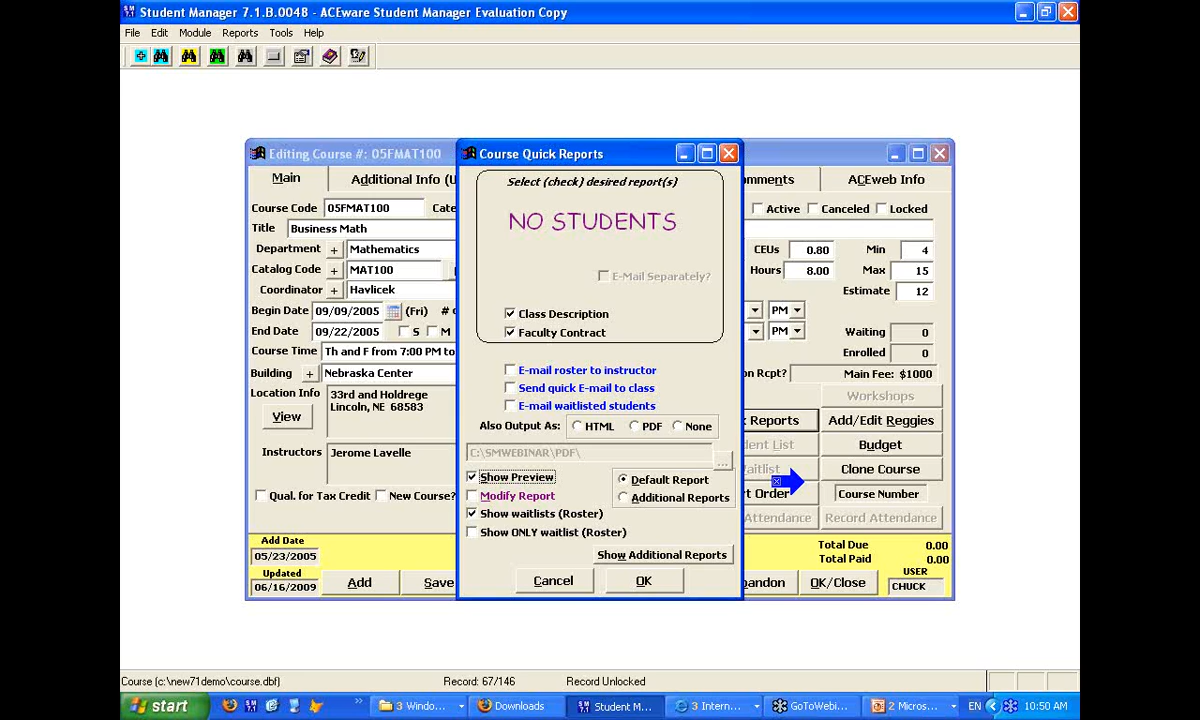 Student Manager 7.1.B.0048 - ACEware Student Manager Evaluation Copy
File Edit Module Reports Tools Help
Editing Course #: 05FMAT100
Course Quick Reports
Main Additional Info (U
Select (check) desired report(s)
mments ACEweb Info
NO STUDENTS
Course Code 05FMAT100 Cate
Active Canceled Locked
Title Business Math
Department + Mathematics
CEUs 0.80 Min 4
Catalog Code + MAT100
E-Mail Separately?
Hours 8.00 Max 15
Coordinator + Havlicek
Estimate 12
Begin Date 09/09/2005 (Fri) #
Class Description
PM
End Date 09/22/2005 S M
Faculty Contract
PM
Waiting 0
Course Time Th and F from 7:00 PM to
Enrolled 0
Building + Nebraska Center
E-mail roster to instructor
on Rcpt? Main Fee: $1000
Location Info 33rd and Holdrege
Lincoln, NE 68583
View
Send quick E-mail to class
Workshops
E-mail waitlisted students
Also Output As: HTML PDF None
k Reports Add/Edit Reggies
Instructors Jerome Lavelle
C:\SMWEBINAR\PDF\ ...
dent List Budget
Show Preview
Default Report
aitlist Clone Course
Qual. for Tax Credit New Course?
Modify Report
Additional Reports
rt Order Course Number
Show waitlists (Roster)
Attendance Record Attendance
Show ONLY waitlist (Roster)
Add Date
05/23/2005
Total Due 0.00
Total Paid 0.00
Show Additional Reports
Updated
06/16/2009
Add Save
Cancel OK
bandon OK/Close
USER
CHUCK
Course (c:\new71demo\course.dbf) Record: 67/146 Record Unlocked
start 3 Windo... Downloads Student M... 3 Intern... GoToWebi... 2 Micros... EN 10:50 AM